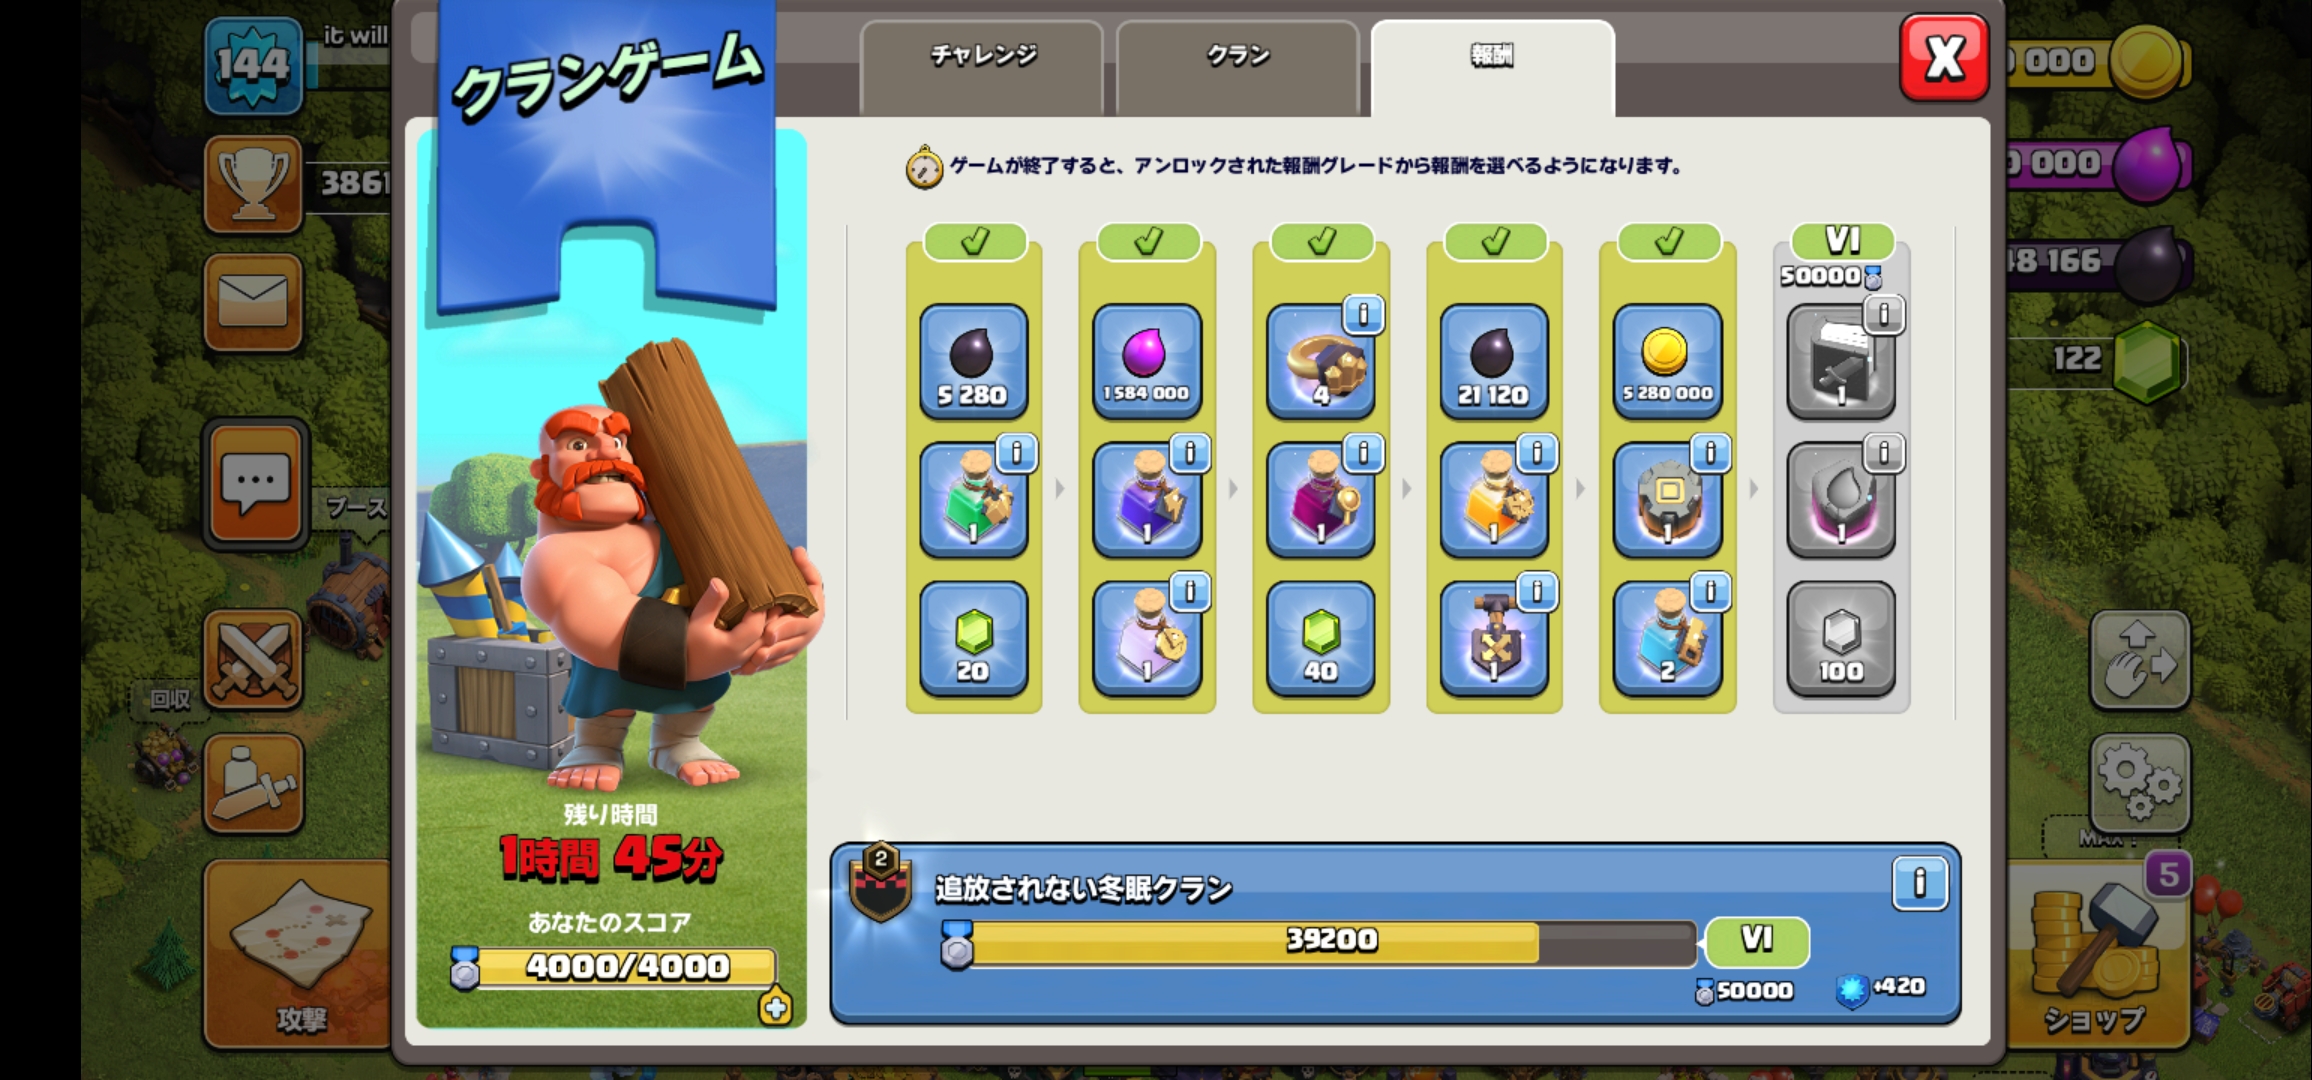 クランゲーム
チャレンジ
クラン
報酬
X
144
it will
3861
ブース
回収
攻撃
000
000
48 166
122
MAX!
5
ショップ
ゲームが終了すると、アンロックされた報酬グレードから報酬を選べるようになります。
VI
50000
5 280
1 584 000
4
21 120
5 280 000
1
1
1
1
1
1
1
20
1
40
1
2
100
残り時間
1時間 45分
あなたのスコア
4000/4000
2
追放されない冬眠クラン
39200
VI
50000
+420